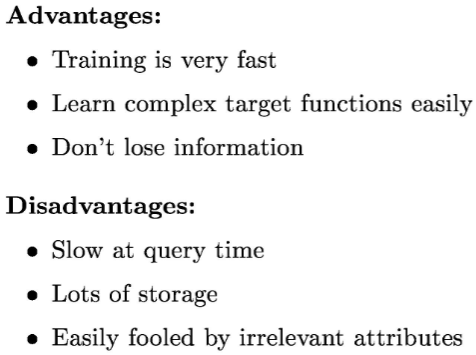 Advantages:
• Training is very fast
• Learn complex target functions easily
• Don't lose information
Disadvantages:
• Slow at query time
• Lots of storage
• Easily fooled by irrelevant attributes